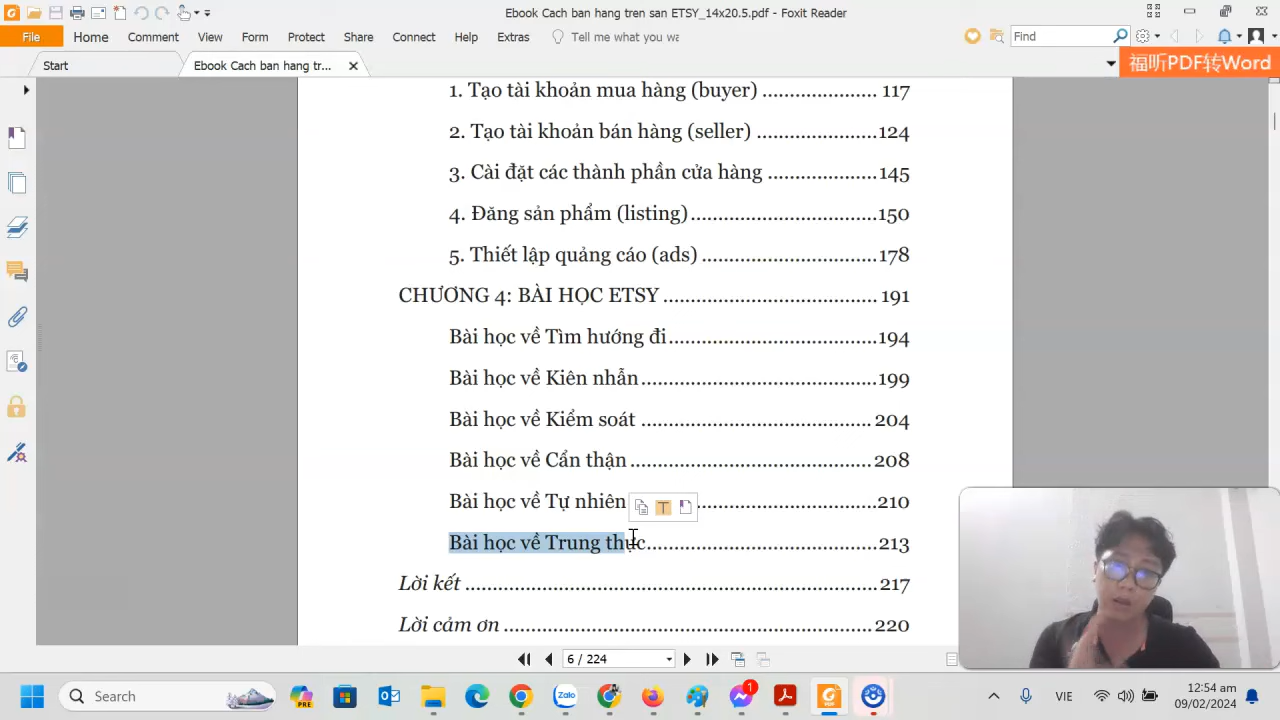 Ebook Cach ban hang tren san ETSY_14x20.5.pdf - Foxit Reader
File Home Comment View Form Protect Share Connect Help Extras Tell me what you wa Find
Start Ebook Cach ban hang tr... 福昕PDF转Word
1. Tạo tài khoản mua hàng (buyer) .................... 117
2. Tạo tài khoản bán hàng (seller) .....................124
3. Cài đặt các thành phần cửa hàng ...................145
4. Đăng sản phẩm (listing)................................150
5. Thiết lập quảng cáo (ads) ..............................178
CHƯƠNG 4: BÀI HỌC ETSY ..................................... 191
Bài học về Tìm hướng đi....................................194
Bài học về Kiên nhẫn.........................................199
Bài học về Kiểm soát ........................................ 204
Bài học về Cẩn thận ......................................... 208
Bài học về Tự nhiên ...............................210
Bài học về Trung thực........................................213
Lời kết ......................................................................217
Lời cảm ơn ............................................................... 220
6 / 224
Search PRE Zalo 1 PDF VIE 12:54 am
09/02/2024